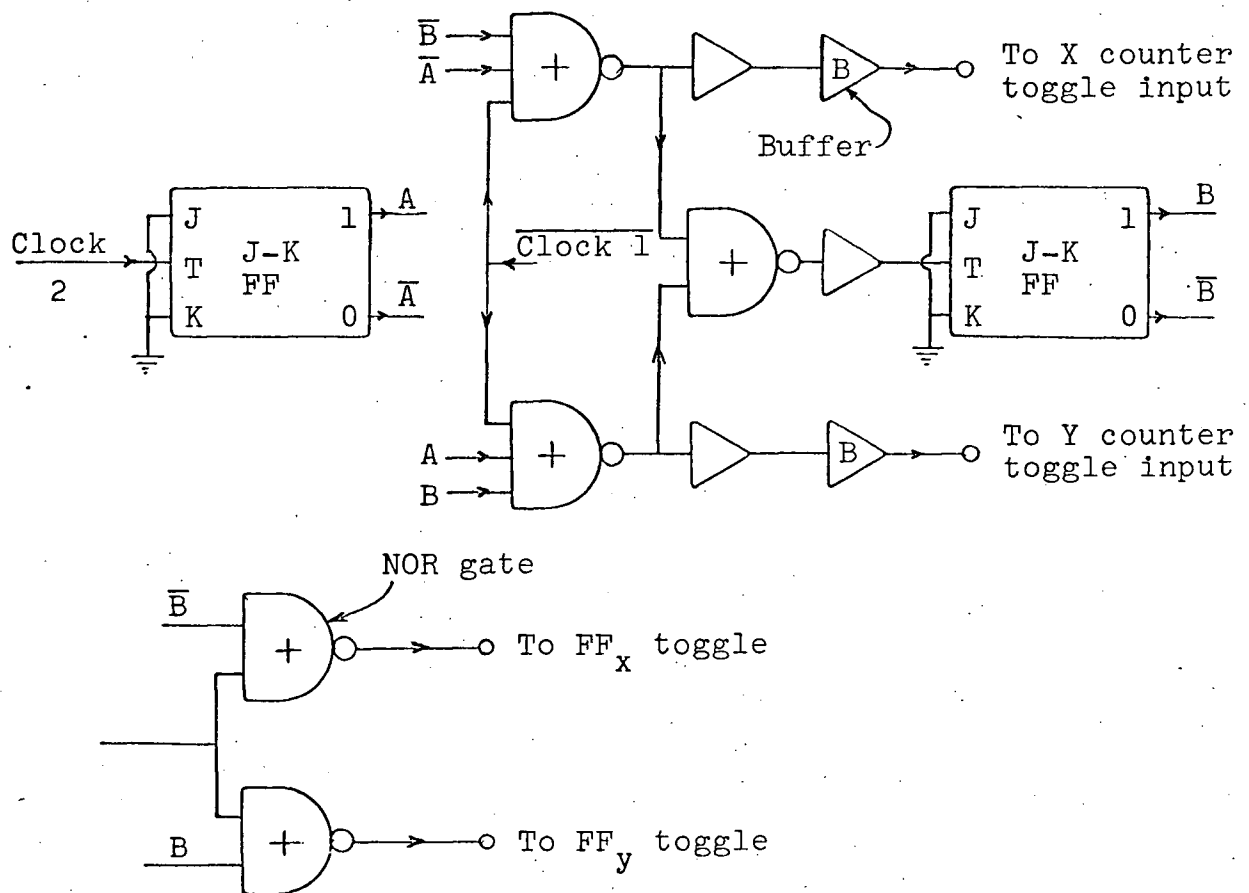 B̅
A̅
+
B
To X counter
toggle input
Buffer
Clock
2
J
T
K
J-K
FF
1
0
A
A̅
C̅l̅o̅c̅k̅ ̅1̅
+
J
T
K
J-K
FF
1
0
B
B̅
A
B
+
B
To Y counter
toggle input
NOR gate
B̅
+
To FFx toggle
B
+
To FFy toggle